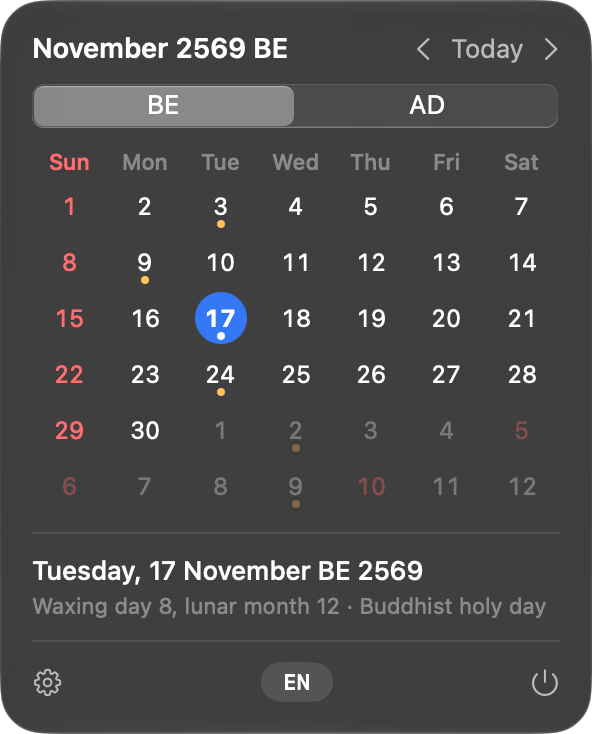 November 2569 BE Today
BE AD
Sun Mon Tue Wed Thu Fri Sat
1 2 3 4 5 6 7
8 9 10 11 12 13 14
15 16 17 18 19 20 21
22 23 24 25 26 27 28
29 30 1 2 3 4 5
6 7 8 9 10 11 12
Tuesday, 17 November BE 2569
Waxing day 8, lunar month 12 · Buddhist holy day
EN